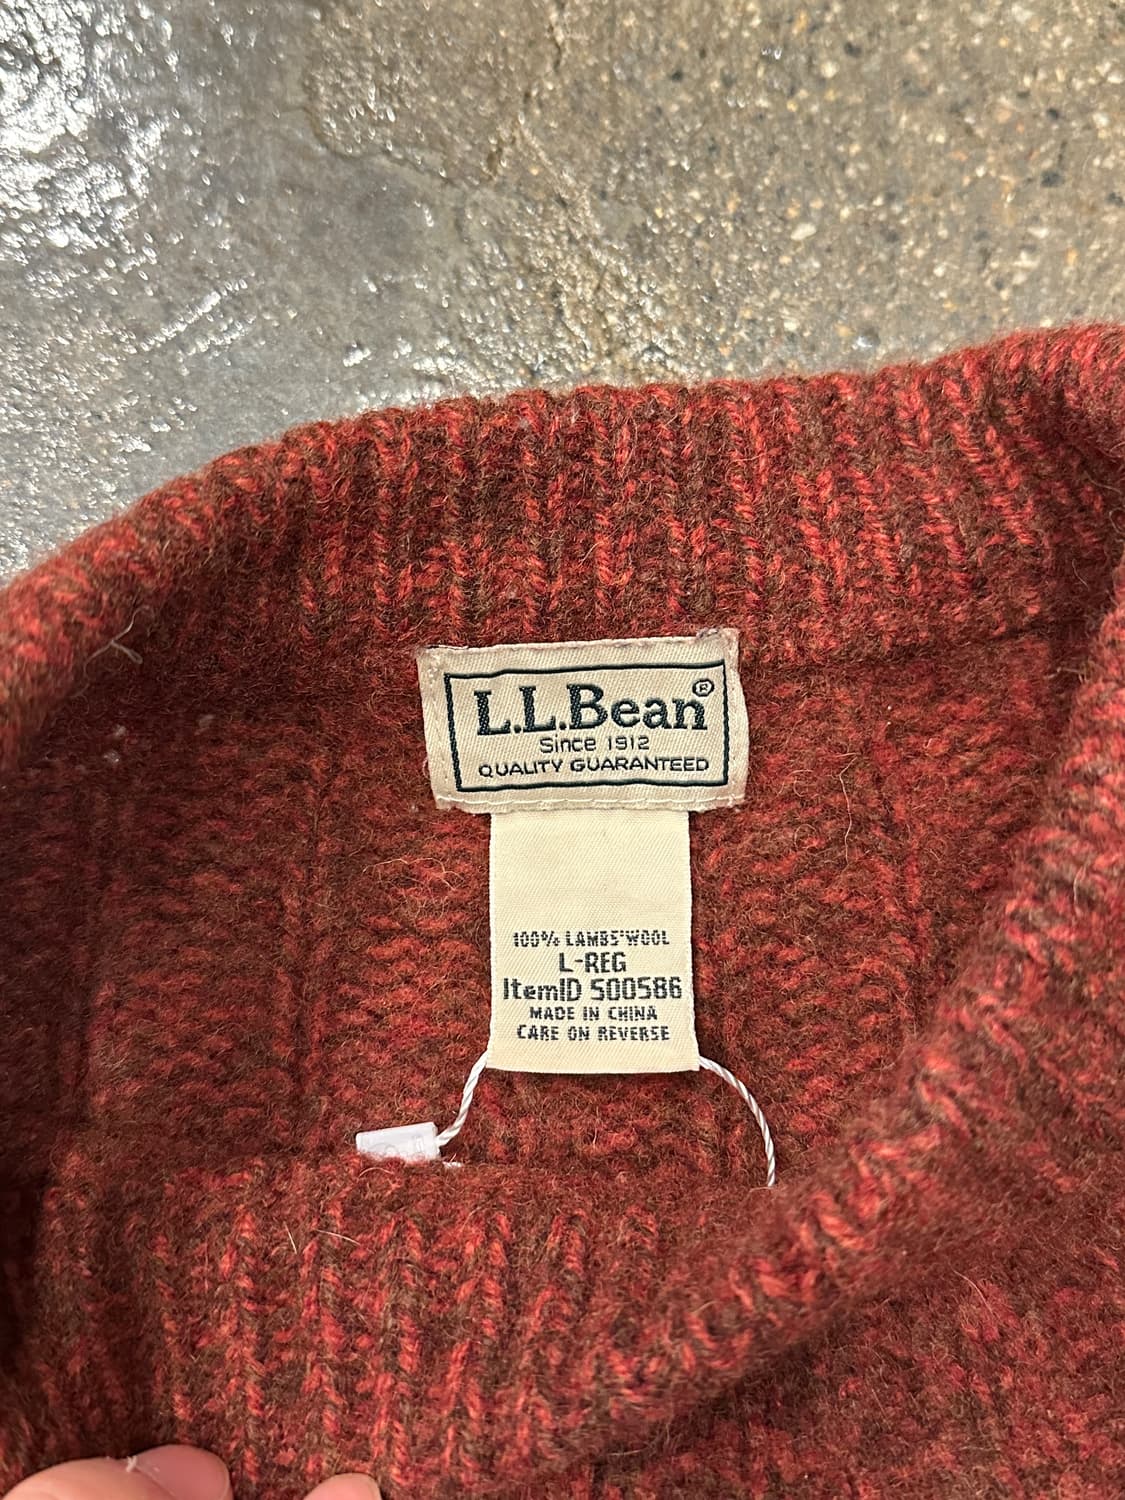 L.L.Bean®
Since 1912
QUALITY GUARANTEED
100% LAMBS'WOOL
L-REG
ItemID 500586
MADE IN CHINA
CARE ON REVERSE